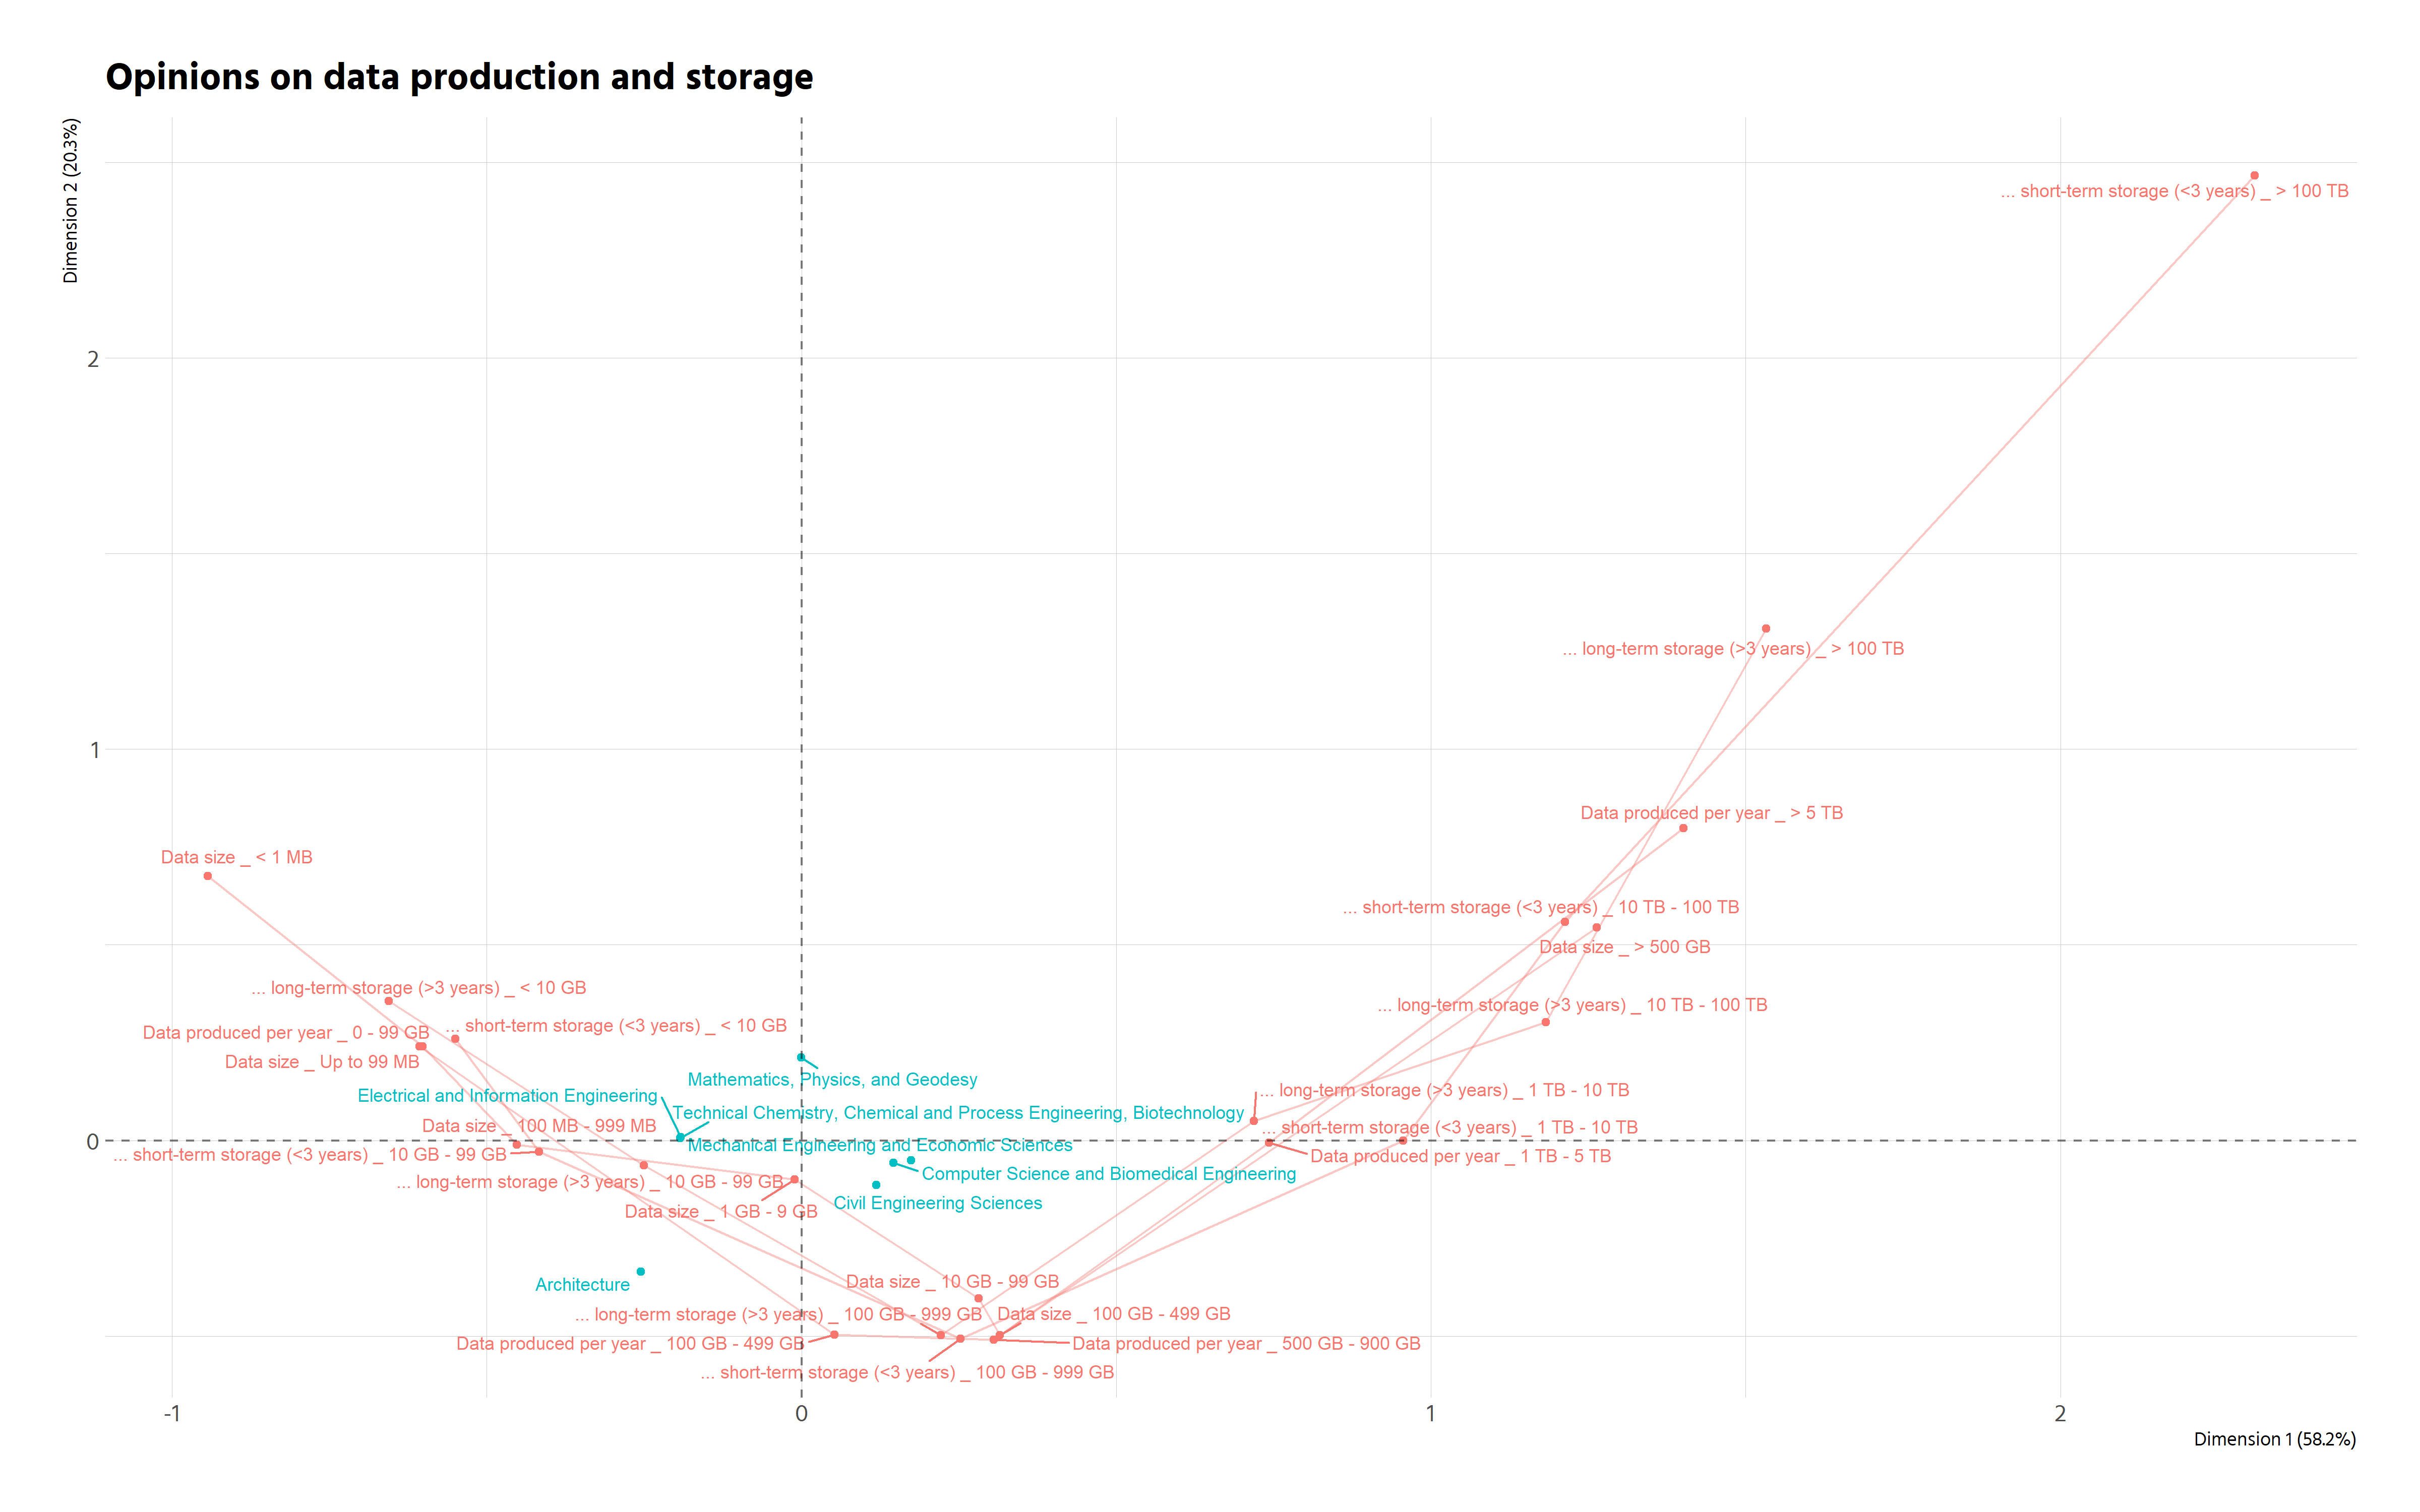 Opinions on data production and storage
Dimension 2 (20.3%)
... short-term storage (<3 years) _ > 100 TB
2
... long-term storage (>3 years) _ > 100 TB
1
Data produced per year _ > 5 TB
Data size _ < 1 MB
... short-term storage (<3 years) _ 10 TB - 100 TB
Data size _ > 500 GB
... long-term storage (>3 years) _ < 10 GB
... long-term storage (>3 years) _ 10 TB - 100 TB
... short-term storage (<3 years) _ < 10 GB
Data produced per year _ 0 - 99 GB
Data size _ Up to 99 MB
Mathematics, Physics, and Geodesy
... long-term storage (>3 years) _ 1 TB - 10 TB
Electrical and Information Engineering
Technical Chemistry, Chemical and Process Engineering, Biotechnology
Data size _ 100 MB - 999 MB
... short-term storage (<3 years) _ 1 TB - 10 TB
0
Mechanical Engineering and Economic Sciences
... short-term storage (<3 years) _ 10 GB - 99 GB
Data produced per year _ 1 TB - 5 TB
Computer Science and Biomedical Engineering
... long-term storage (>3 years) _ 10 GB - 99 GB
Civil Engineering Sciences
Data size _ 1 GB - 9 GB
Data size _ 10 GB - 99 GB
Architecture
... long-term storage (>3 years) _ 100 GB - 999 GB
Data size _ 100 GB - 499 GB
Data produced per year _ 100 GB - 499 GB
Data produced per year _ 500 GB - 900 GB
... short-term storage (<3 years) _ 100 GB - 999 GB
-1
0
1
2
Dimension 1 (58.2%)